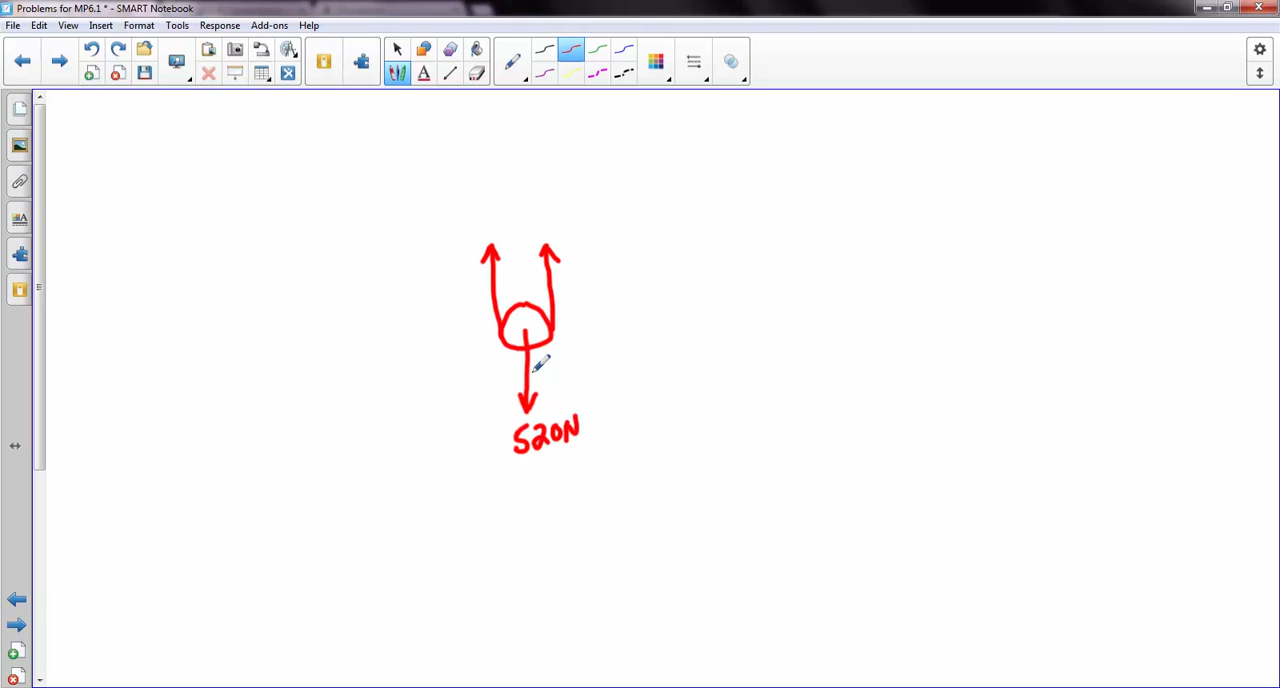 Problems for MP6.1 * - SMART Notebook
File Edit View Insert Format Tools Response Add-ons Help
520N